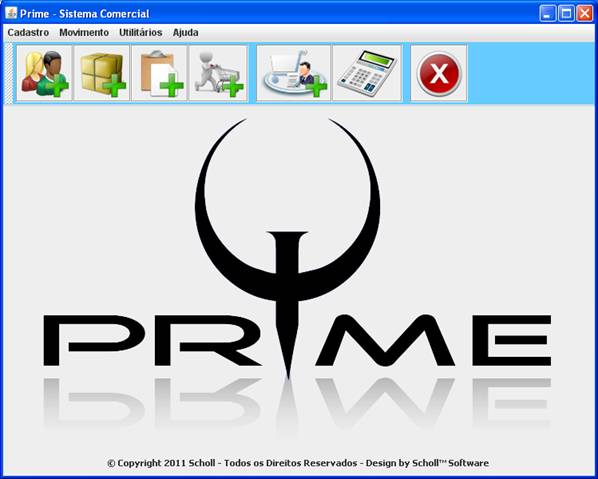 Prime - Sistema Comercial
Cadastro Movimento Utilitários Ajuda
X
PRIME
© Copyright 2011 Scholl - Todos os Direitos Reservados - Design by Scholl™ Software